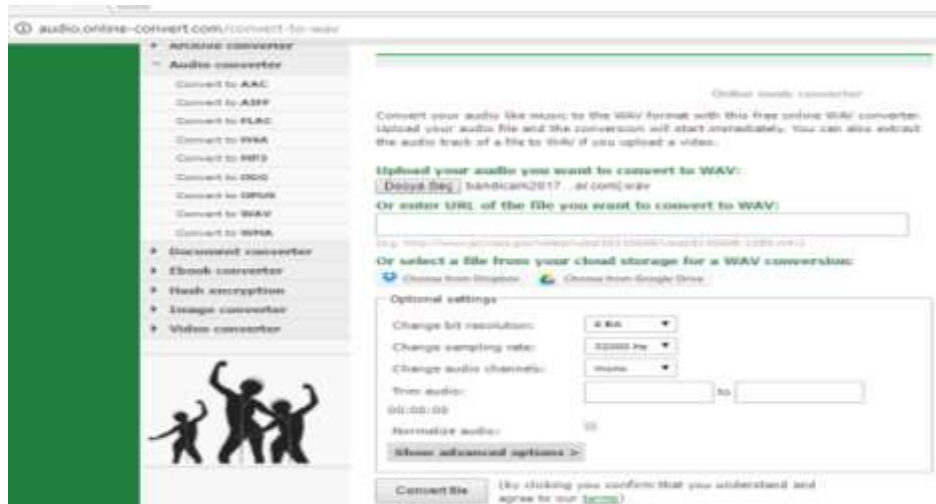 audio.online-convert.com/convert-to-wav
Archive converter
Audio converter
Convert to AAC
Convert to AIFF
Convert to FLAC
Convert to M4A
Convert to MP3
Convert to OGG
Convert to OPUS
Convert to WAV
Convert to WMA
Document converter
Ebook converter
Hash encryption
Image converter
Video converter
Online media converter
Convert your audio like music to the WAV format with this free online WAV converter.
Upload your audio file and the conversion will start immediately. You can also extract
the audio track of a file to WAV if you upload a video.
Upload your audio you want to convert to WAV:
Dosya Seç bandicam2017
Or enter URL of the file you want to convert to WAV:
Or select a file from your cloud storage for a WAV conversion:
Choose from Dropbox Choose from Google Drive
Optional settings
Change bit resolution: 8 Bit
Change sampling rate: 32000 Hz
Change audio channels: mono
Trim audio: to
00:00:00
Normalize audio:
Show advanced options >
Convert file (by clicking you confirm that you understand and
agree to our terms)